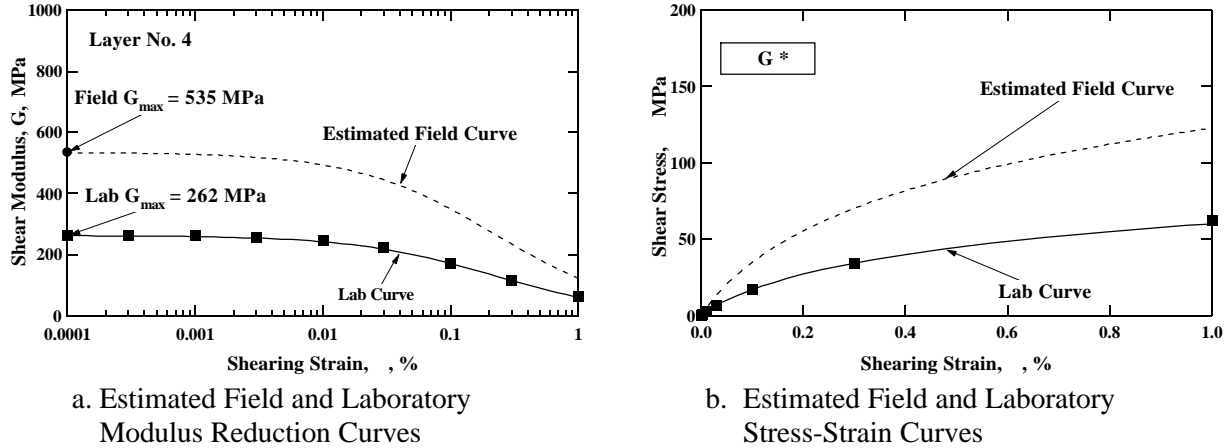 1000
800
600
400
200
0
Shear Modulus, G, MPa
Layer No. 4
Field Gmax = 535 MPa
Estimated Field Curve
Lab Gmax = 262 MPa
Lab Curve
0.0001 0.001 0.01 0.1 1
Shearing Strain, , %
a. Estimated Field and Laboratory
Modulus Reduction Curves
200
150
100
50
0
Shear Stress, MPa
G *
Estimated Field Curve
Lab Curve
0.0 0.2 0.4 0.6 0.8 1.0
Shearing Strain, , %
b. Estimated Field and Laboratory
Stress-Strain Curves